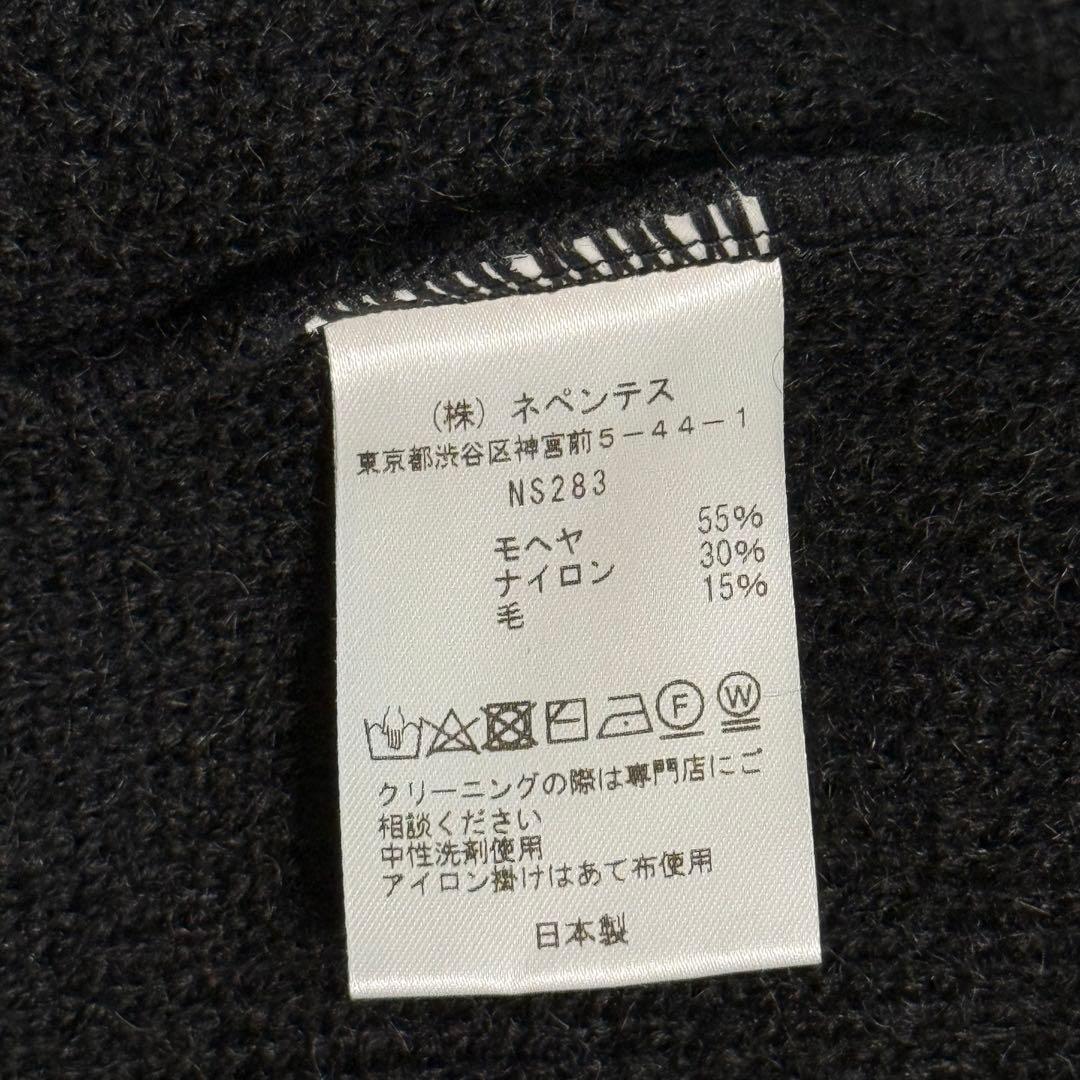 （株）ネペンテス
東京都渋谷区神宮前５－４４－１
NS283
モヘヤ 55%
ナイロン 30%
毛 15%
F W
クリーニングの際は専門店にご
相談ください
中性洗剤使用
アイロン掛けはあて布使用
日本製